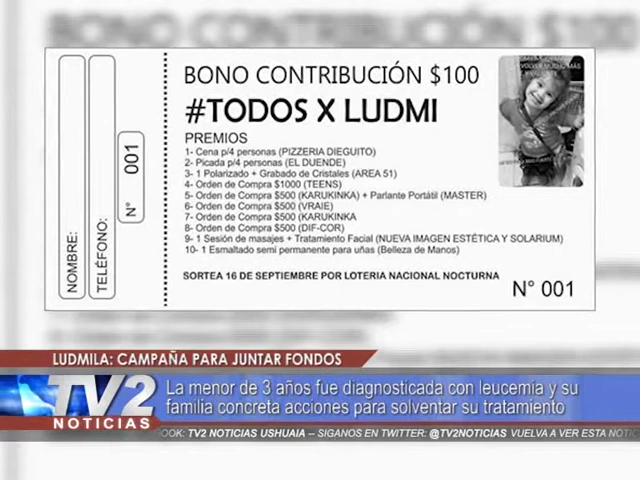 BONO CONTRIBUCIÓN $100
#TODOS X LUDMI
PREMIOS
1- Cena p/4 personas (PIZZERIA DIEGUITO)
2- Picada p/4 personas (EL DUENDE)
3- 1 Polarizado + Grabado de Cristales (AREA 51)
4- Orden de Compra $1000 (TEENS)
5- Orden de Compra $500 (KARUKINKA) + Parlante Portátil (MASTER)
6- Orden de Compra $500 (VRAIE)
7- Orden de Compra $500 (KARUKINKA
8- Orden de Compra $500 (DIF-COR)
9- 1 Sesión de masajes + Tratamiento Facial (NUEVA IMAGEN ESTÉTICA Y SOLARIUM)
10- 1 Esmaltado semi permanente para uñas (Belleza de Manos)
SORTEA 16 DE SEPTIEMBRE POR LOTERIA NACIONAL NOCTURNA
N° 001
NOMBRE:
TELÉFONO:
N° 001
LUDMILA: CAMPAÑA PARA JUNTAR FONDOS
TV2
NOTICIAS
La menor de 3 años fue diagnosticada con leucemia y su
familia concreta acciones para solventar su tratamiento
OOK: TV2 NOTICIAS USHUAIA – SIGANOS EN TWITTER: @TV2NOTICIAS VUELVA A VER ESTA NOTIC